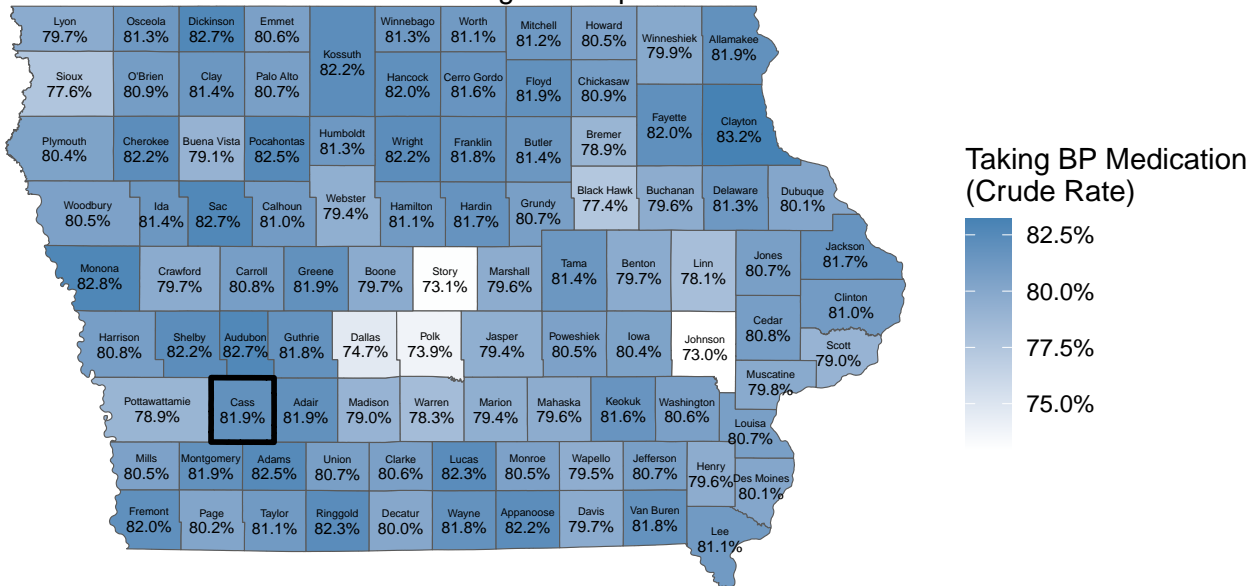 Lyon
79.7%
Osceola
81.3%
Dickinson
82.7%
Emmet
80.6%
Kossuth
82.2%
Winnebago
81.3%
Worth
81.1%
Mitchell
81.2%
Howard
80.5%
Winneshiek
79.9%
Allamakee
81.9%
Sioux
77.6%
O'Brien
80.9%
Clay
81.4%
Palo Alto
80.7%
Hancock
82.0%
Cerro Gordo
81.6%
Floyd
81.9%
Chickasaw
80.9%
Fayette
82.0%
Clayton
83.2%
Plymouth
80.4%
Cherokee
82.2%
Buena Vista
79.1%
Pocahontas
82.5%
Humboldt
81.3%
Wright
82.2%
Franklin
81.8%
Butler
81.4%
Bremer
78.9%
Woodbury
80.5%
Ida
81.4%
Sac
82.7%
Calhoun
81.0%
Webster
79.4%
Hamilton
81.1%
Hardin
81.7%
Grundy
80.7%
Black Hawk
77.4%
Buchanan
79.6%
Delaware
81.3%
Dubuque
80.1%
Monona
82.8%
Crawford
79.7%
Carroll
80.8%
Greene
81.9%
Boone
79.7%
Story
73.1%
Marshall
79.6%
Tama
81.4%
Benton
79.7%
Linn
78.1%
Jones
80.7%
Jackson
81.7%
Clinton
81.0%
Harrison
80.8%
Shelby
82.2%
Audubon
82.7%
Guthrie
81.8%
Dallas
74.7%
Polk
73.9%
Jasper
79.4%
Poweshiek
80.5%
Iowa
80.4%
Johnson
73.0%
Cedar
80.8%
Scott
79.0%
Muscatine
79.8%
Pottawattamie
78.9%
Cass
81.9%
Adair
81.9%
Madison
79.0%
Warren
78.3%
Marion
79.4%
Mahaska
79.6%
Keokuk
81.6%
Washington
80.6%
Louisa
80.7%
Mills
80.5%
Montgomery
81.9%
Adams
82.5%
Union
80.7%
Clarke
80.6%
Lucas
82.3%
Monroe
80.5%
Wapello
79.5%
Jefferson
80.7%
Henry
79.6%
Des Moines
80.1%
Fremont
82.0%
Page
80.2%
Taylor
81.1%
Ringgold
82.3%
Decatur
80.0%
Wayne
81.8%
Appanoose
82.2%
Davis
79.7%
Van Buren
81.8%
Lee
81.1%
Taking BP Medication
(Crude Rate)
82.5%
80.0%
77.5%
75.0%